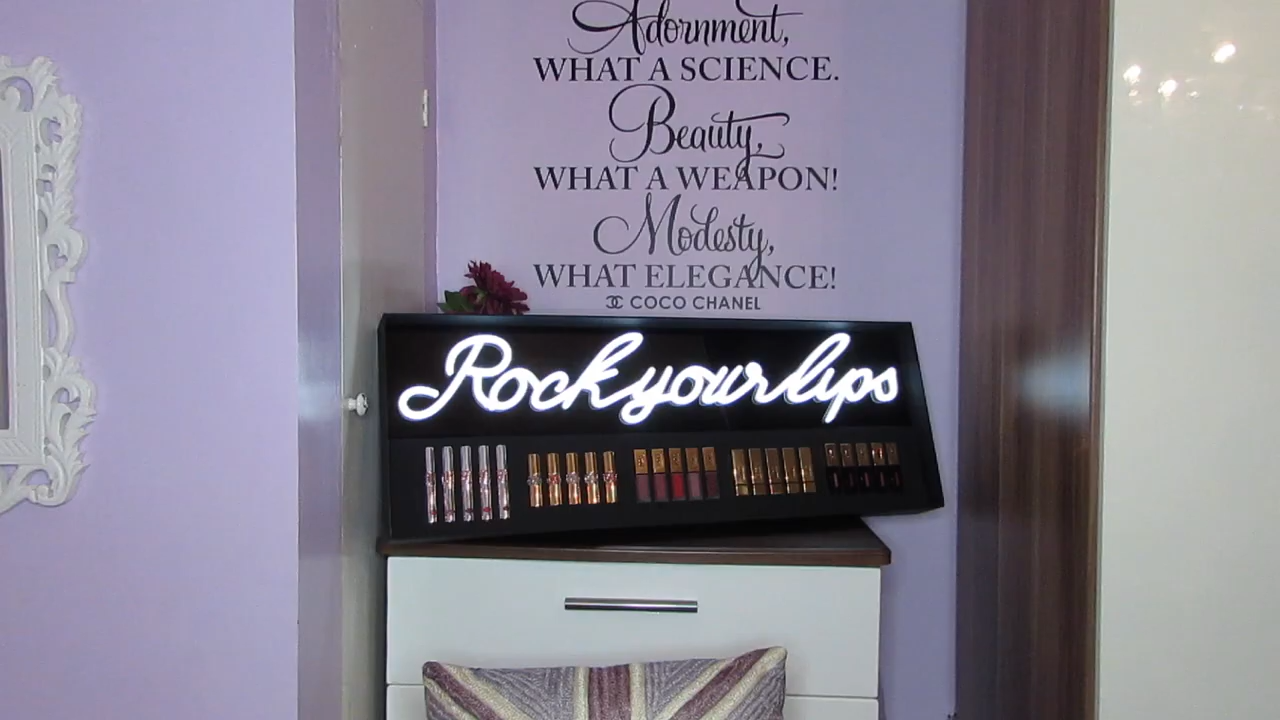 Adornment,
WHAT A SCIENCE.
Beauty,
WHAT A WEAPON!
Modesty,
WHAT ELEGANCE!
COCO CHANEL
Rock your lips